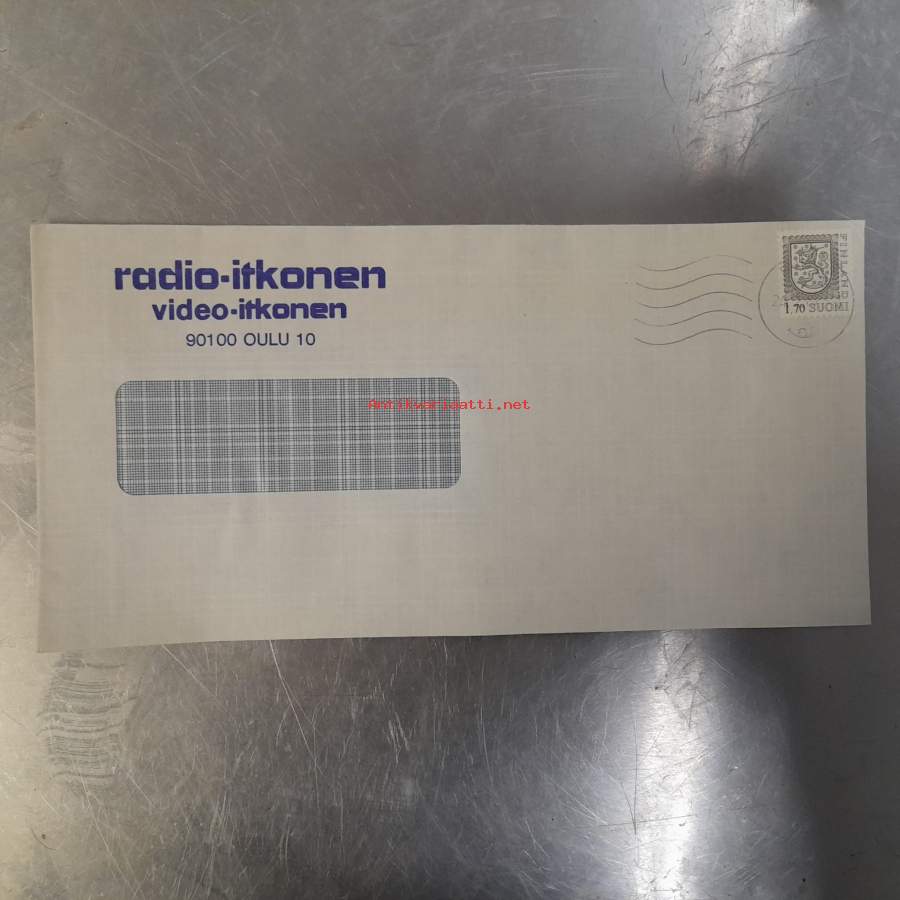 radio-itkonen
video-itkonen
90100 OULU 10
FINLAND
1,70 SUOMI
Antikvariaatti.net